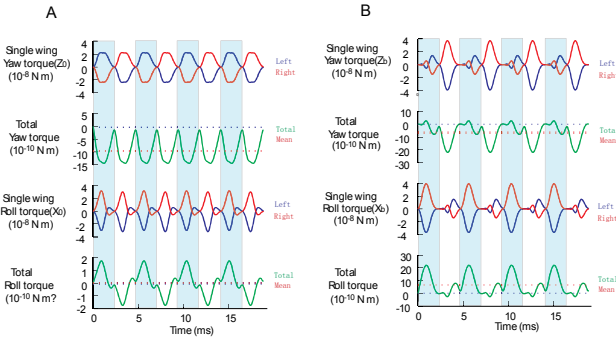 A
Single wing
Yaw torque(Z₀)
(10⁻⁸ N m)
4
2
0
-2
-4
Left
Right
Total
Yaw torque
(10⁻¹⁰ N m)
5
0
-5
-10
-15
Total
Mean
Single wing
Roll torque(X₀)
(10⁻⁸ N m)
4
2
0
-2
-4
Left
Right
Total
Roll torque
(10⁻¹⁰ N m?
2
1
0
-1
-2
Total
Mean
0
5
10
15
Time (ms)
B
Single wing
Yaw torque(Z_b)
(10⁻⁸ N m)
4
2
0
-2
-4
Left
Right
Total
Yaw torque
(10⁻¹⁰ N m)
10
0
-10
-20
-30
Total
Mean
Single wing
Roll torque(X_b)
(10⁻⁸ N m)
4
2
0
-2
-4
Left
Right
Total
Roll torque
(10⁻¹⁰ N m)
30
20
10
0
-10
Total
Mean
0
5
10
15
Time (ms)